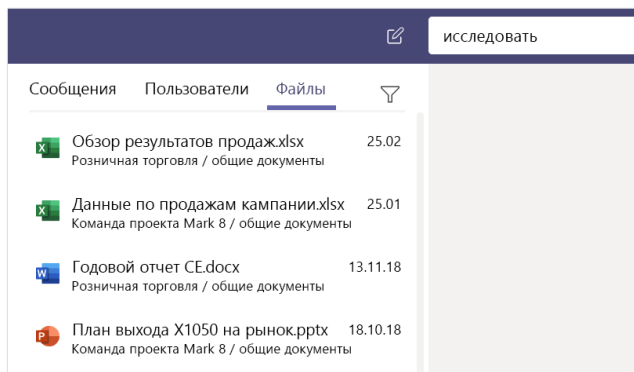 исследовать
Сообщения Пользователи Файлы
Обзор результатов продаж.xlsx 25.02
Розничная торговля / общие документы
Данные по продажам кампании.xlsx 25.01
Команда проекта Mark 8 / общие документы
Годовой отчет CE.docx 13.11.18
Розничная торговля / общие документы
План выхода X1050 на рынок.pptx 18.10.18
Команда проекта Mark 8 / общие документы